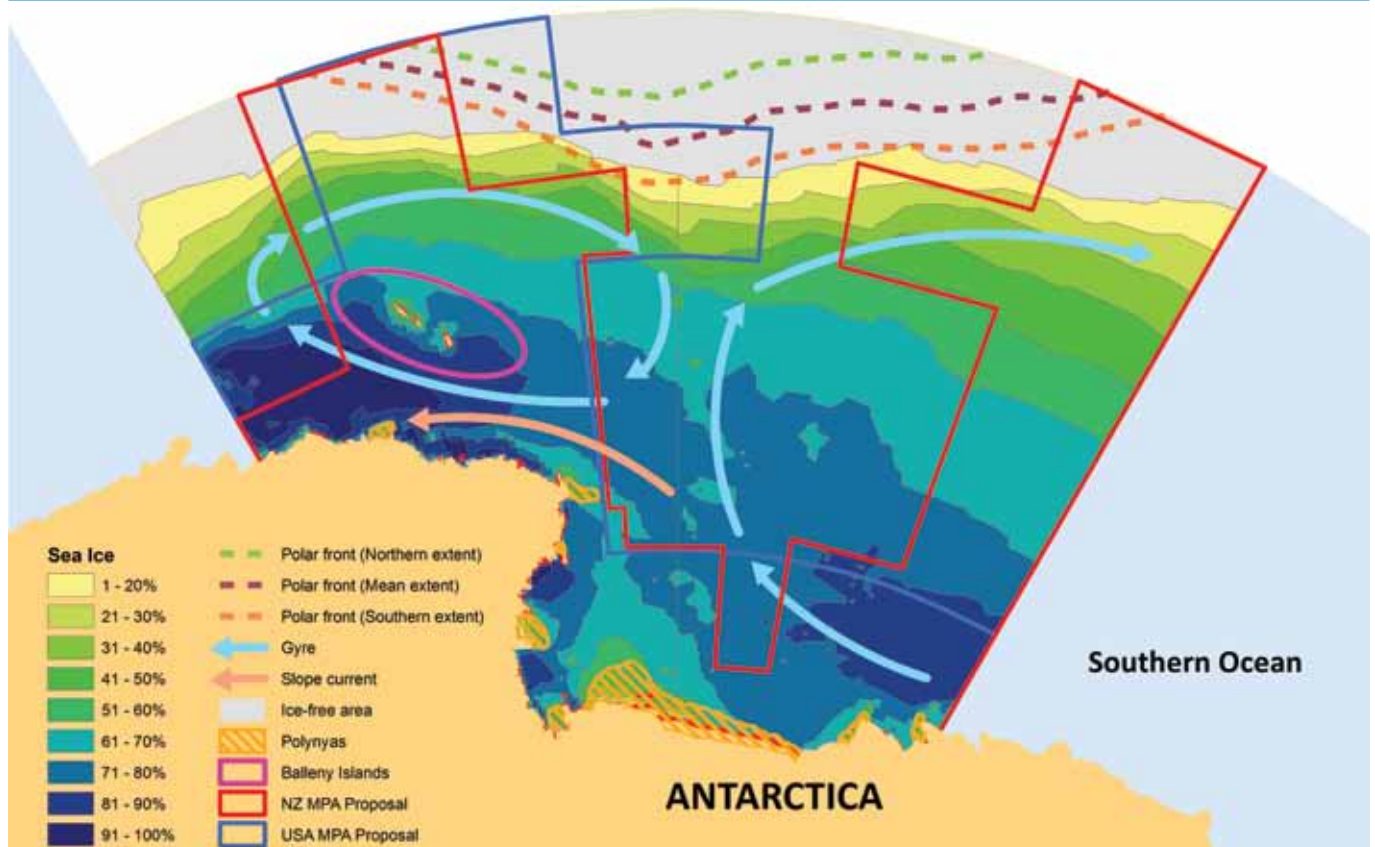 Sea Ice
1 - 20%
21 - 30%
31 - 40%
41 - 50%
51 - 60%
61 - 70%
71 - 80%
81 - 90%
91 - 100%
Polar front (Northern extent)
Polar front (Mean extent)
Polar front (Southern extent)
Gyre
Slope current
Ice-free area
Polynyas
Balleny Islands
NZ MPA Proposal
USA MPA Proposal
Southern Ocean
ANTARCTICA